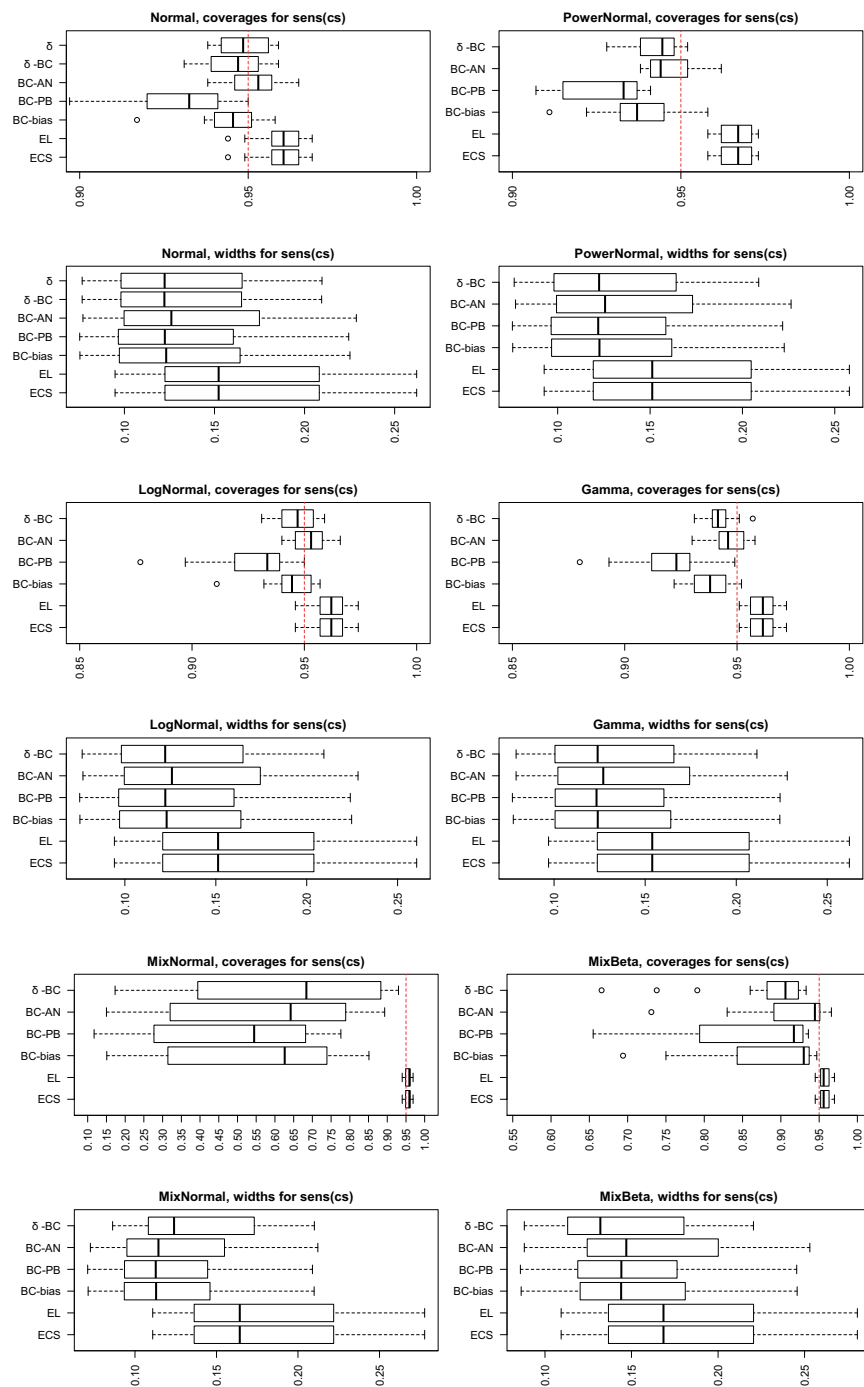 Normal, coverages for sens(cs)
δ
δ -BC
BC-AN
BC-PB
BC-bias
EL
ECS
0.90
0.95
1.00
PowerNormal, coverages for sens(cs)
δ -BC
BC-AN
BC-PB
BC-bias
EL
ECS
0.90
0.95
1.00
Normal, widths for sens(cs)
δ
δ -BC
BC-AN
BC-PB
BC-bias
EL
ECS
0.10
0.15
0.20
0.25
PowerNormal, widths for sens(cs)
δ -BC
BC-AN
BC-PB
BC-bias
EL
ECS
0.10
0.15
0.20
0.25
LogNormal, coverages for sens(cs)
δ -BC
BC-AN
BC-PB
BC-bias
EL
ECS
0.85
0.90
0.95
1.00
Gamma, coverages for sens(cs)
δ -BC
BC-AN
BC-PB
BC-bias
EL
ECS
0.85
0.90
0.95
1.00
LogNormal, widths for sens(cs)
δ -BC
BC-AN
BC-PB
BC-bias
EL
ECS
0.10
0.15
0.20
0.25
Gamma, widths for sens(cs)
δ -BC
BC-AN
BC-PB
BC-bias
EL
ECS
0.10
0.15
0.20
0.25
MixNormal, coverages for sens(cs)
δ -BC
BC-AN
BC-PB
BC-bias
EL
ECS
0.10
0.15
0.20
0.25
0.30
0.35
0.40
0.45
0.50
0.55
0.60
0.65
0.70
0.75
0.80
0.85
0.90
0.95
1.00
MixBeta, coverages for sens(cs)
δ -BC
BC-AN
BC-PB
BC-bias
EL
ECS
0.55
0.60
0.65
0.70
0.75
0.80
0.85
0.90
0.95
1.00
MixNormal, widths for sens(cs)
δ -BC
BC-AN
BC-PB
BC-bias
EL
ECS
0.10
0.15
0.20
0.25
MixBeta, widths for sens(cs)
δ -BC
BC-AN
BC-PB
BC-bias
EL
ECS
0.10
0.15
0.20
0.25